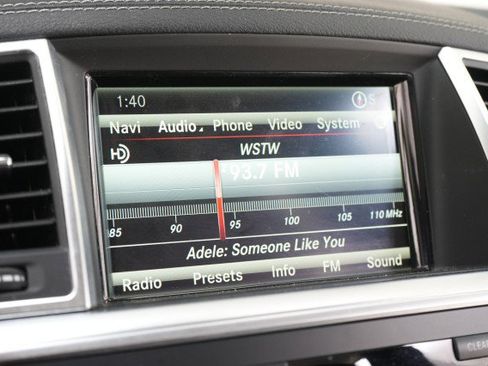 1:40 S
Navi Audio Phone Video System
HD WSTW
93.7 FM
85 90 95 100 105 110 MHz
Adele: Someone Like You
Radio Presets Info FM Sound
CLEAR